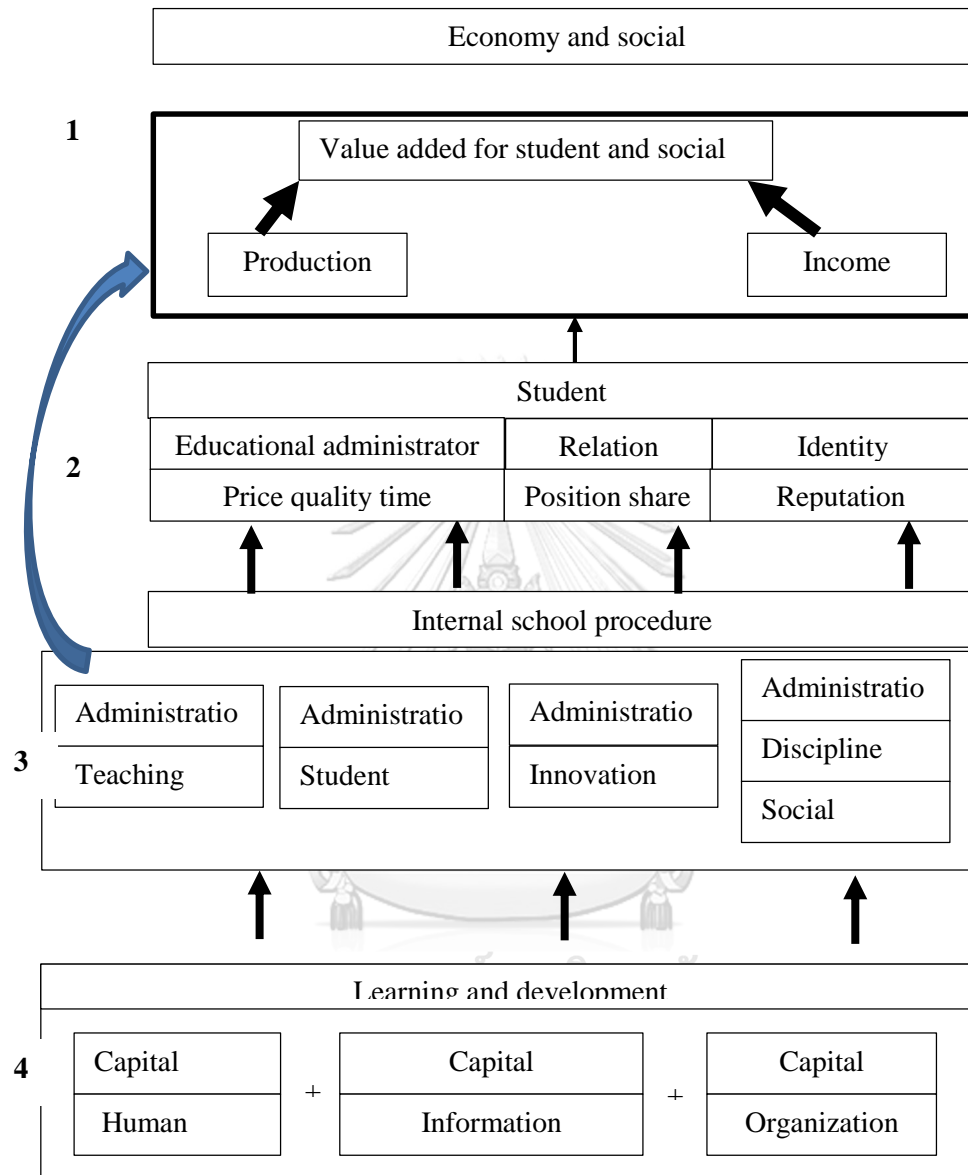 Economy and social
1
Value added for student and social
Production
Income
Student
2
Educational administrator
Relation
Identity
Price quality time
Position share
Reputation
Internal school procedure
3
Administratio
Teaching
Administratio
Student
Administratio
Innovation
Administratio
Discipline
Social
Learning and development
4
Capital
Human
+
Capital
Information
+
Capital
Organization